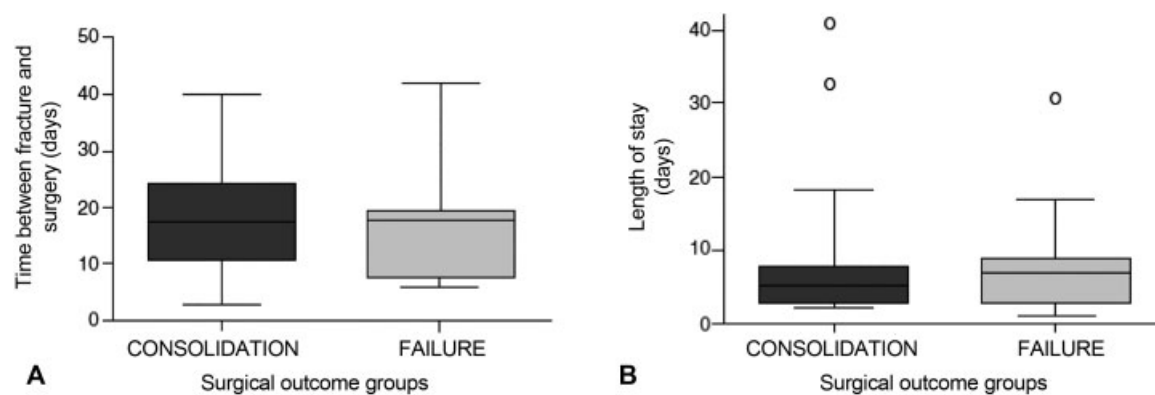 Time between fracture and
surgery (days)
50
40
30
20
10
0
CONSOLIDATION FAILURE
A Surgical outcome groups
Length of stay
(days)
40
30
20
10
0
CONSOLIDATION FAILURE
B Surgical outcome groups